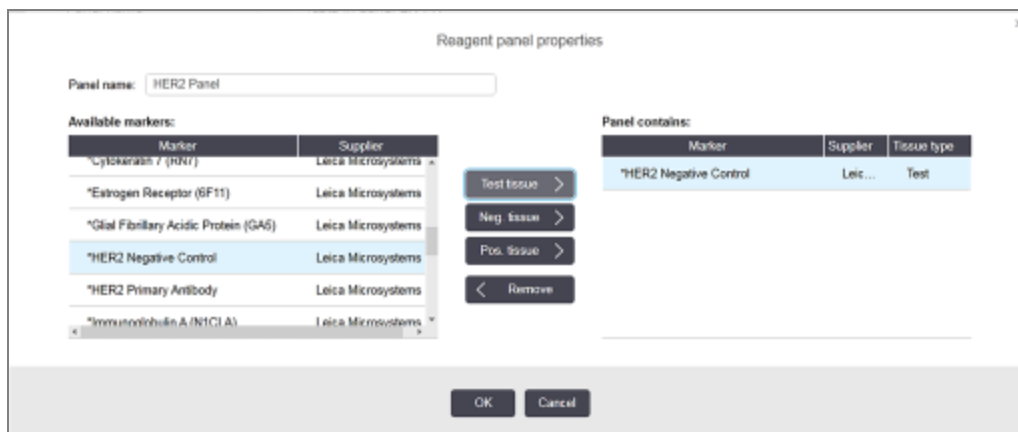 Reagent panel properties
Panel name: HER2 Panel
Available markers:
Marker Supplier
*Cytokeratin 7 (RN7) Leica Microsystems
*Estrogen Receptor (6F11) Leica Microsystems
*Glial Fibrillary Acidic Protein (GA5) Leica Microsystems
*HER2 Negative Control Leica Microsystems
*HER2 Primary Antibody Leica Microsystems
*Immunoglobulin A (N1CLA) Leica Microsystems
Test tissue
Neg. tissue
Pos. tissue
Remove
Panel contains:
Marker Supplier Tissue type
*HER2 Negative Control Leic... Test
OK Cancel